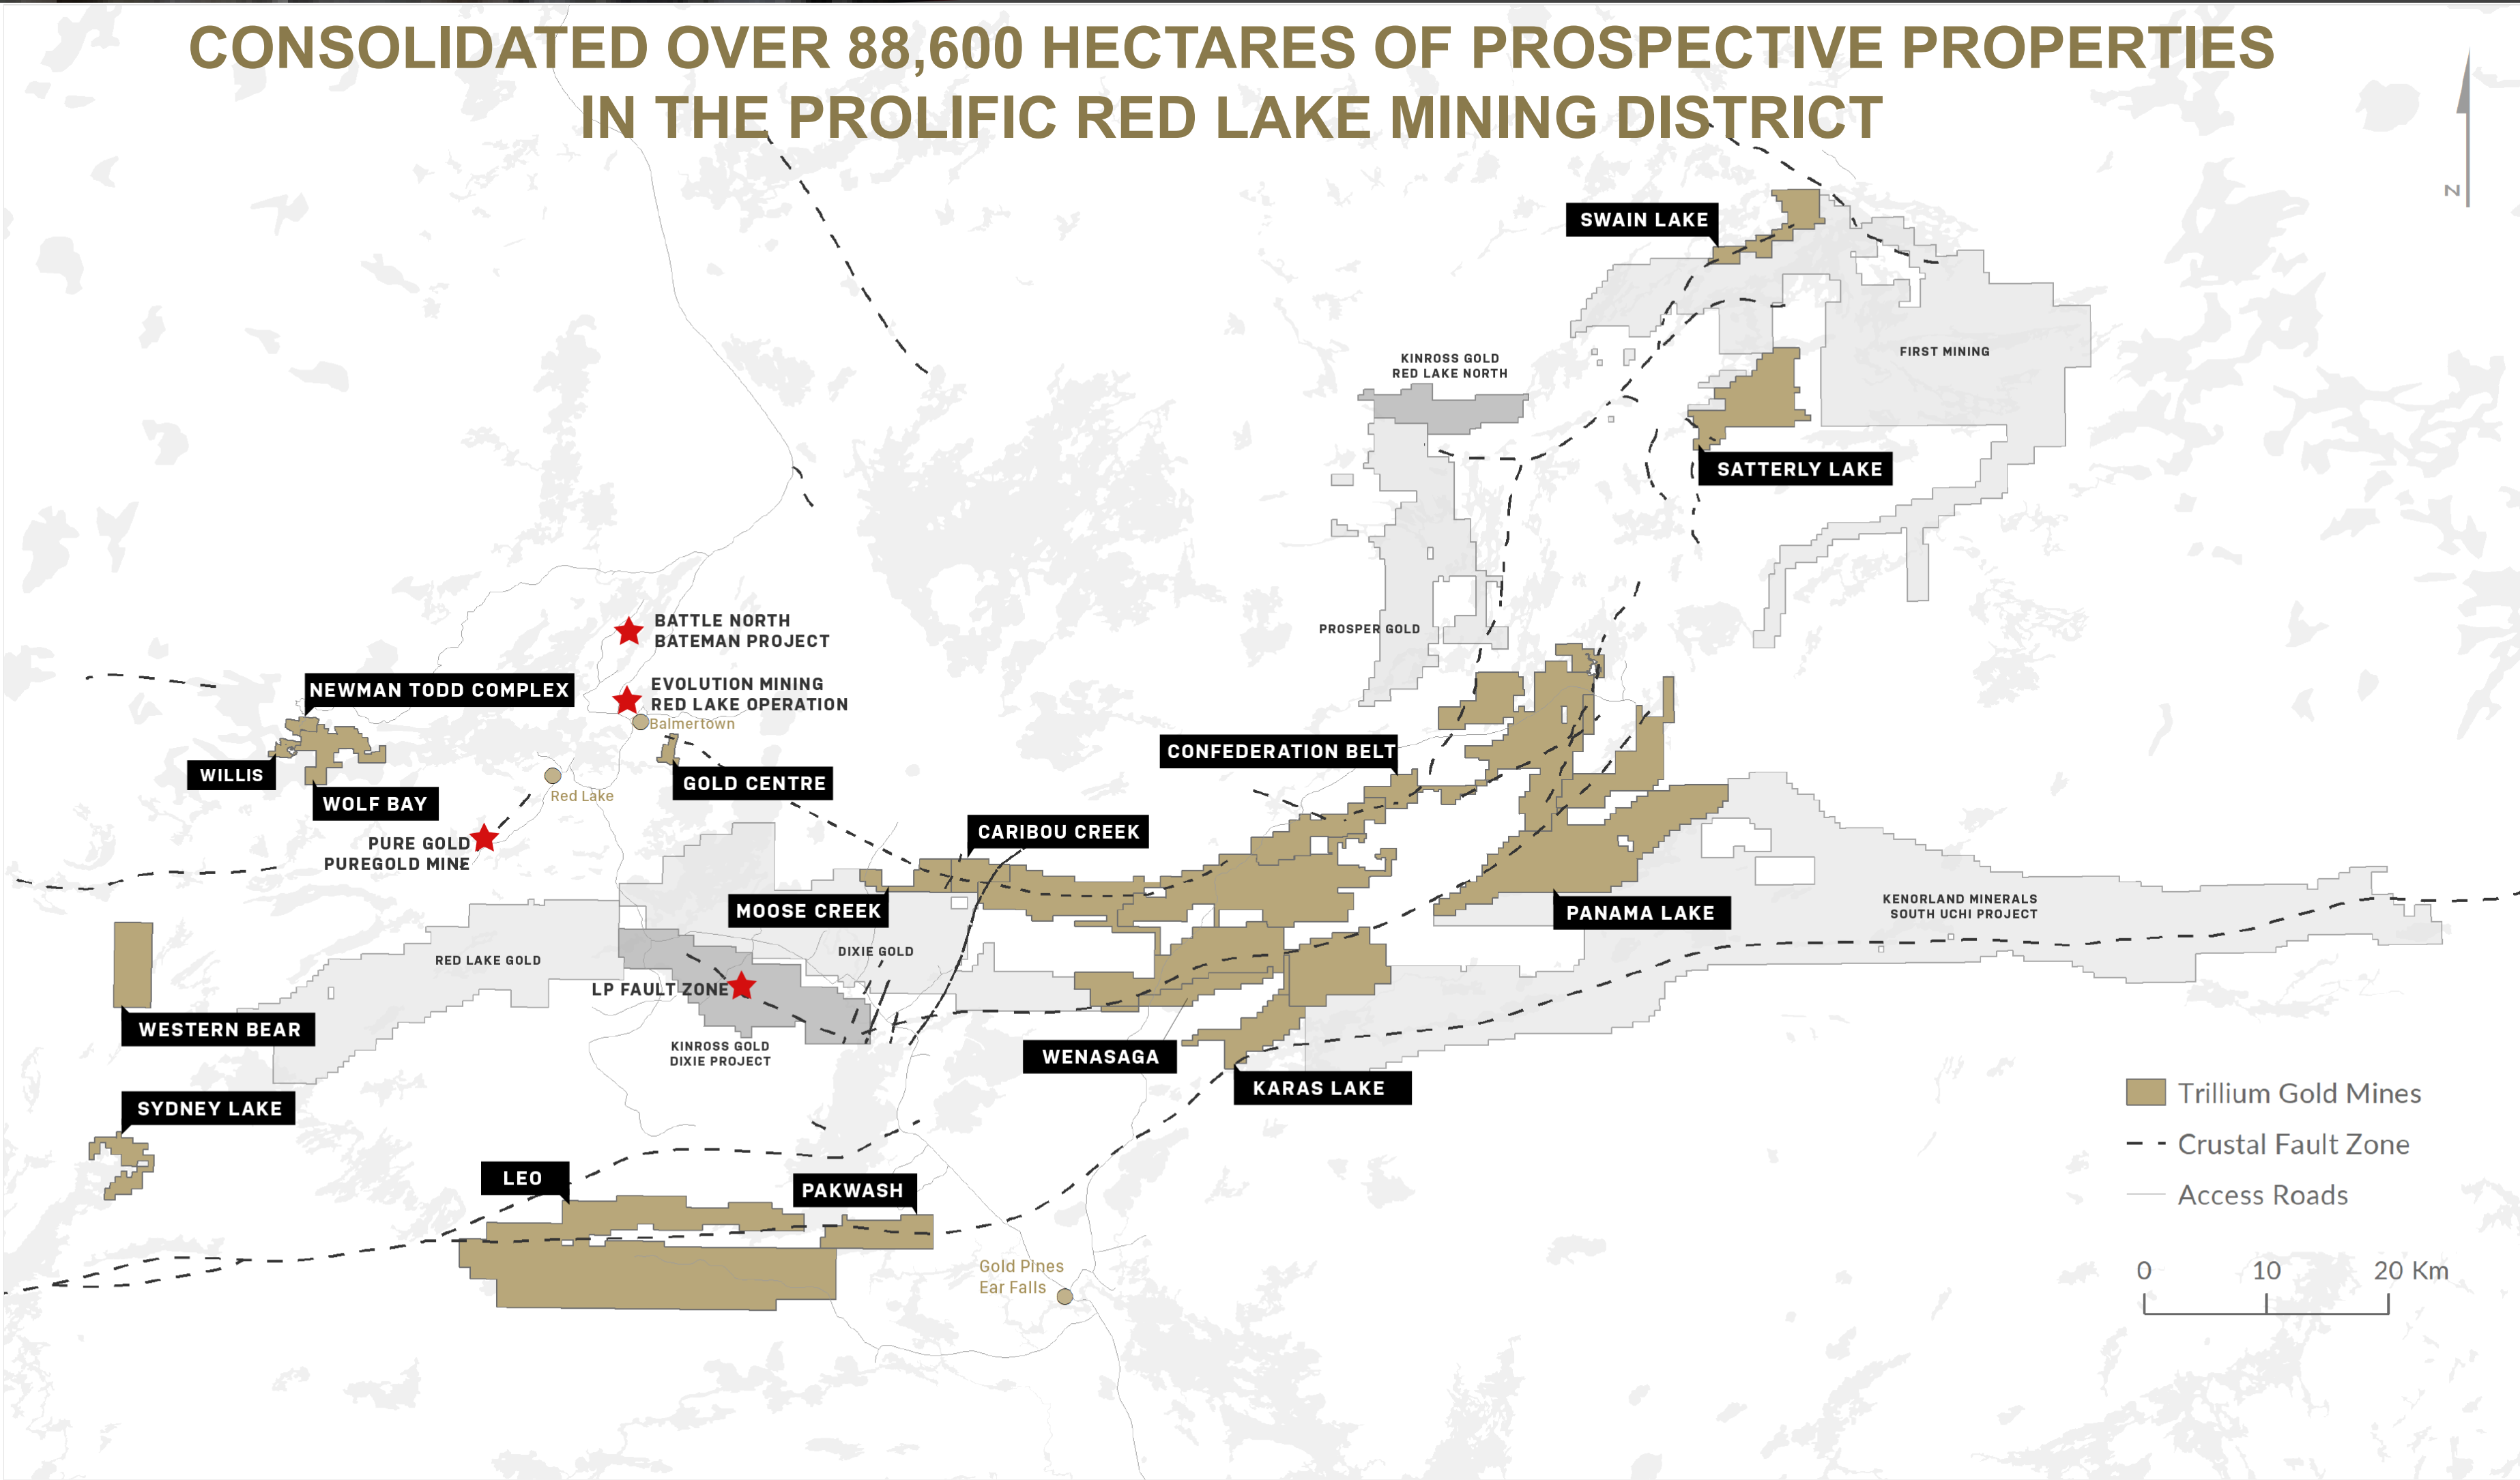 CONSOLIDATED OVER 88,600 HECTARES OF PROSPECTIVE PROPERTIES
IN THE PROLIFIC RED LAKE MINING DISTRICT
N
SWAIN LAKE
FIRST MINING
KINROSS GOLD
RED LAKE NORTH
SATTERLY LAKE
PROSPER GOLD
BATTLE NORTH
BATEMAN PROJECT
EVOLUTION MINING
RED LAKE OPERATION
Balmertown
NEWMAN TODD COMPLEX
WILLIS
WOLF BAY
GOLD CENTRE
Red Lake
PURE GOLD
PUREGOLD MINE
CONFEDERATION BELT
CARIBOU CREEK
MOOSE CREEK
PANAMA LAKE
KENORLAND MINERALS
SOUTH UCHI PROJECT
DIXIE GOLD
RED LAKE GOLD
LP FAULT ZONE
WESTERN BEAR
KINROSS GOLD
DIXIE PROJECT
WENASAGA
KARAS LAKE
SYDNEY LAKE
LEO
PAKWASH
Gold Pines
Ear Falls
Trillium Gold Mines
Crustal Fault Zone
Access Roads
0 10 20 Km